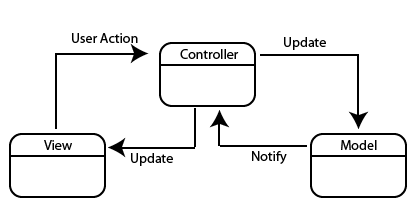 User Action
Controller
Update
View
Update
Notify
Model